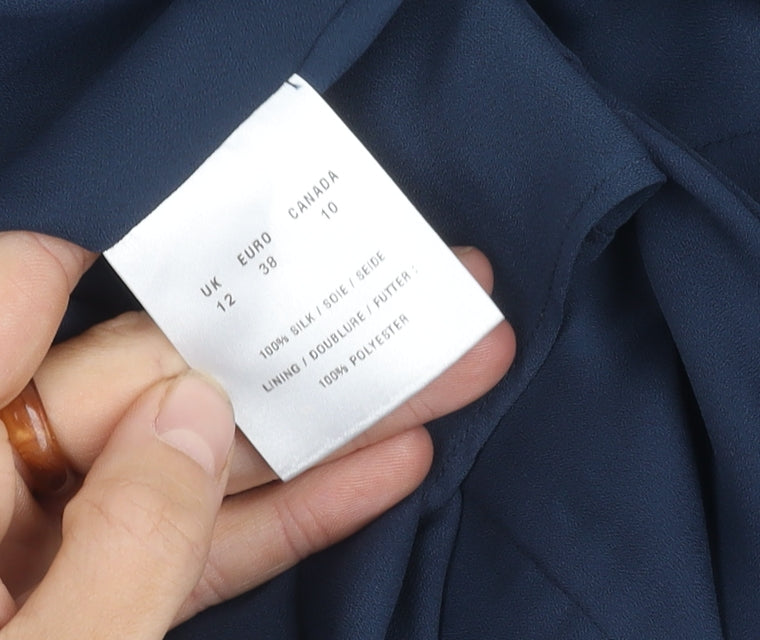 UK EURO CANADA
12 38 10
100% SILK / SOIE / SEIDE
LINING / DOUBLURE / FUTTER :
100% POLYESTER